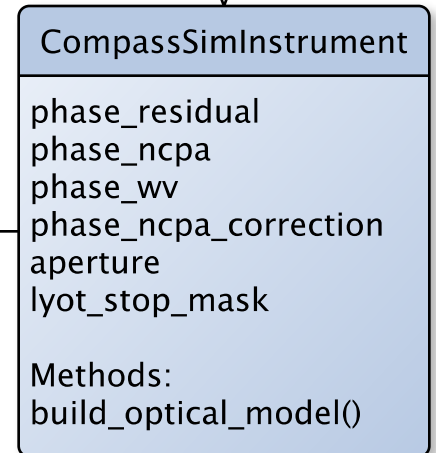 CompassSimInstrument
phase_residual
phase_ncpa
phase_wv
phase_ncpa_correction
aperture
lyot_stop_mask
Methods:
build_optical_model()